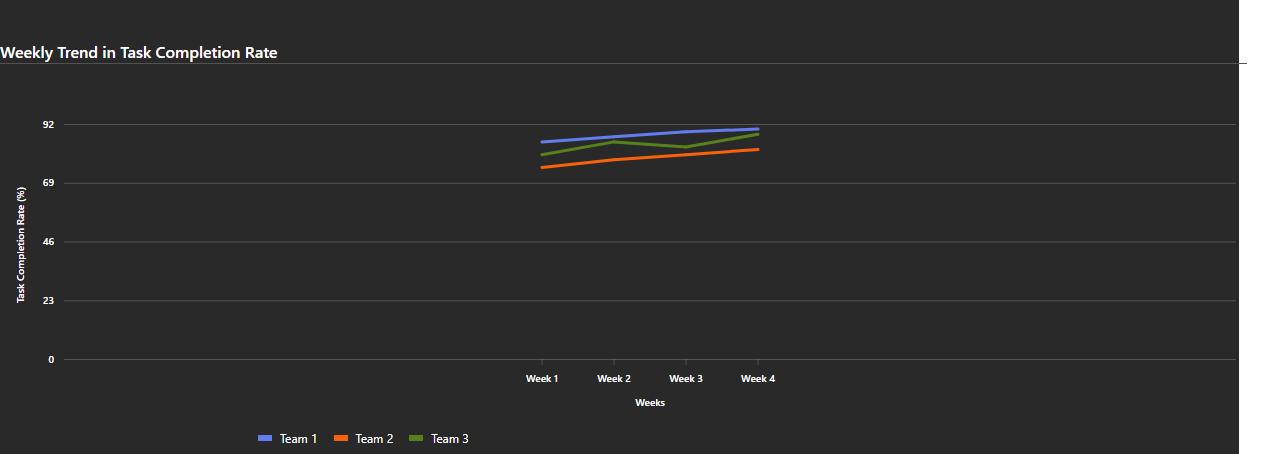 Weekly Trend in Task Completion Rate
92
69
46
23
0
Task Completion Rate (%)
Week 1 Week 2 Week 3 Week 4
Weeks
Team 1 Team 2 Team 3